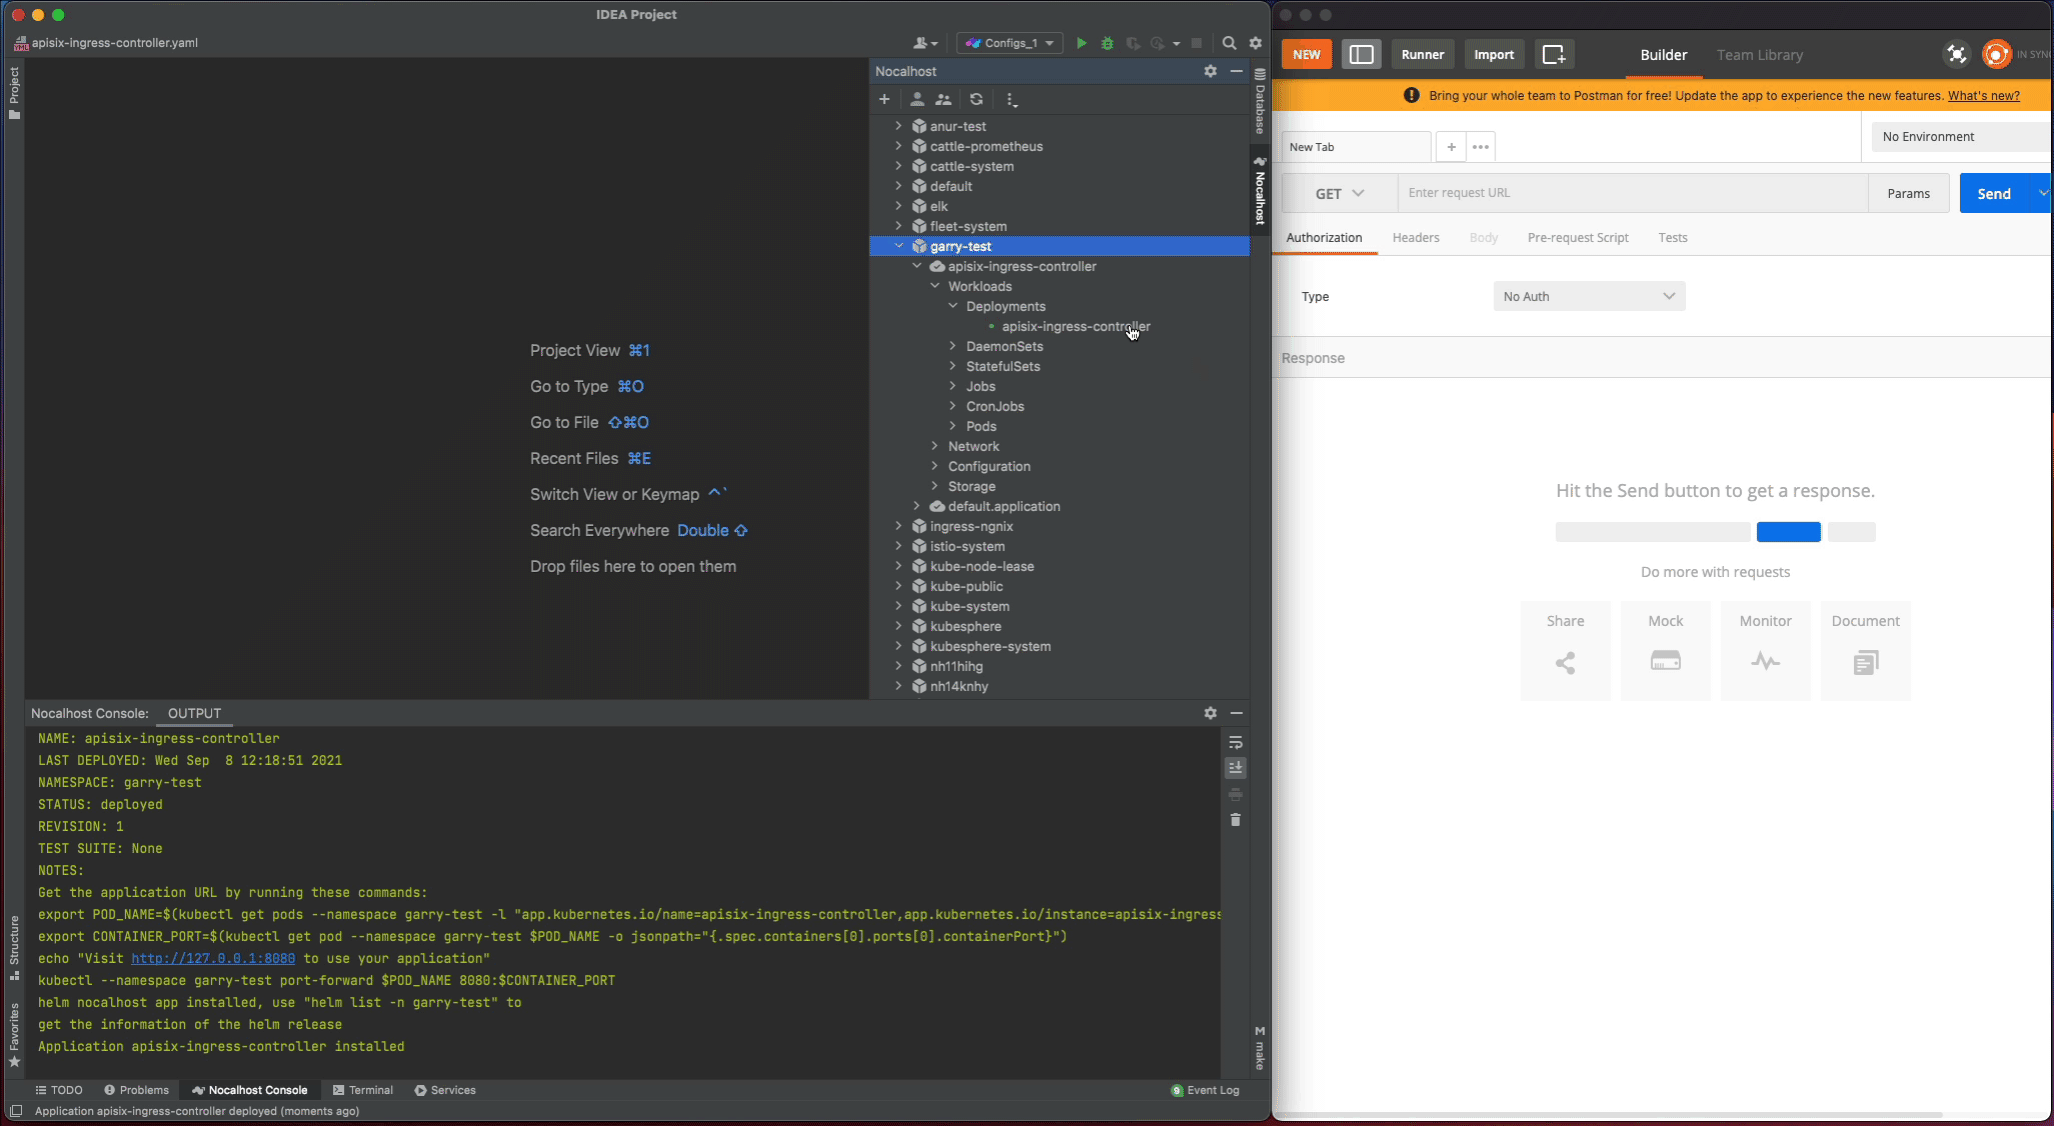 IDEA Project
apisix-ingress-controller.yaml
Configs_1
Project
Structure
Favorites
Project View ⌘1
Go to Type ⌘O
Go to File ⇧⌘O
Recent Files ⌘E
Switch View or Keymap ^`
Search Everywhere Double ⇧
Drop files here to open them
Nocalhost
anur-test
cattle-prometheus
cattle-system
default
elk
fleet-system
garry-test
apisix-ingress-controller
Workloads
Deployments
apisix-ingress-controller
DaemonSets
StatefulSets
Jobs
CronJobs
Pods
Network
Configuration
Storage
default.application
ingress-ngnix
istio-system
kube-node-lease
kube-public
kube-system
kubesphere
kubesphere-system
nh11hihg
nh14knhy
Database
Nocalhost
M make
Nocalhost Console: OUTPUT
NAME: apisix-ingress-controller
LAST DEPLOYED: Wed Sep  8 12:18:51 2021
NAMESPACE: garry-test
STATUS: deployed
REVISION: 1
TEST SUITE: None
NOTES:
Get the application URL by running these commands:
export POD_NAME=$(kubectl get pods --namespace garry-test -l "app.kubernetes.io/name=apisix-ingress-controller,app.kubernetes.io/instance=apisix-ingress
export CONTAINER_PORT=$(kubectl get pod --namespace garry-test $POD_NAME -o jsonpath="{.spec.containers[0].ports[0].containerPort}")
echo "Visit http://127.0.0.1:8080 to use your application"
kubectl --namespace garry-test port-forward $POD_NAME 8080:$CONTAINER_PORT
helm nocalhost app installed, use "helm list -n garry-test" to
get the information of the helm release
Application apisix-ingress-controller installed
TODO Problems Nocalhost Console Terminal Services 9 Event Log
Application apisix-ingress-controller deployed (moments ago)
NEW Runner Import Builder Team Library IN SYN
Bring your whole team to Postman for free! Update the app to experience the new features. What's new?
New Tab + ••• No Environment
GET Enter request URL Params Send
Authorization Headers Body Pre-request Script Tests
Type No Auth
Response
Hit the Send button to get a response.
Do more with requests
Share Mock Monitor Document